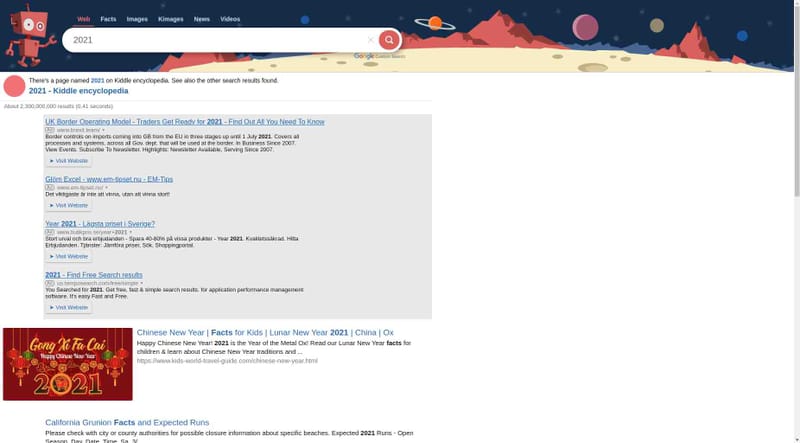 Web Facts Images Kimages News Videos
2021
Google Custom Search
There's a page named 2021 on Kiddle encyclopedia. See also the other search results found.
2021 - Kiddle encyclopedia
About 2,300,000,000 results (0.41 seconds)
UK Border Operating Model - Traders Get Ready for 2021 - Find Out All You Need To Know
Ad www.brexit.team/
Border controls on imports coming into GB from the EU in three stages up until 1 July 2021. Covers all
processes and systems, across all Gov. dept. that will be used at the border. In Business Since 2007.
View Events. Subscribe To Newsletter. Highlights: Newsletter Available, Serving Since 2007.
➤ Visit Website
Glöm Excel - www.em-tipset.nu - EM-Tips
Ad www.em-tipset.nu/
Det viktigaste är inte att vinna, utan att vinna stort!
➤ Visit Website
Year 2021 - Lägsta priset i Sverige?
Ad www.butikpris.se/year+2021
Stort urval och bra erbjudanden - Spara 40-60% på vissa produkter - Year 2021. Kvalitetssäkrad. Hitta
Erbjudanden. Tjänster: Jämföra priser, Sök, Shoppingportal.
➤ Visit Website
2021 - Find Free Search results
Ad us.temposearch.com/free/simple
You Searched for 2021. Get free, fast & simple search results. for application performance management
software. It's easy Fast and Free.
➤ Visit Website
Gong Xi Fa Cai
Happy Chinese New Year
2021
Chinese New Year | Facts for Kids | Lunar New Year 2021 | China | Ox
Happy Chinese New Year! 2021 is the Year of the Metal Ox! Read our Lunar New Year facts for
children & learn about Chinese New Year traditions and ...
https://www.kids-world-travel-guide.com/chinese-new-year.html
California Grunion Facts and Expected Runs
Please check with city or county authorities for possible closure information about specific beaches. Expected 2021 Runs - Open
Season. Day, Date, Time. Sa, 3/